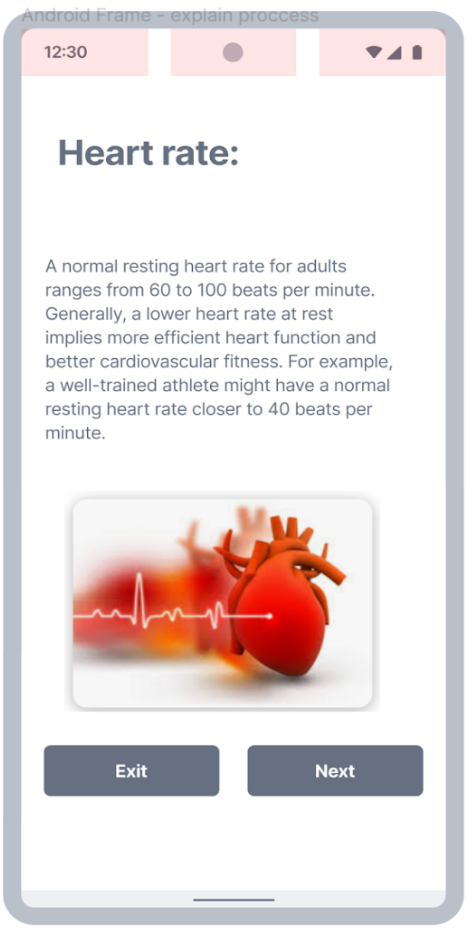 Android Frame - explain proccess
12:30
Heart rate:
A normal resting heart rate for adults
ranges from 60 to 100 beats per minute.
Generally, a lower heart rate at rest
implies more efficient heart function and
better cardiovascular fitness. For example,
a well-trained athlete might have a normal
resting heart rate closer to 40 beats per
minute.
Exit
Next